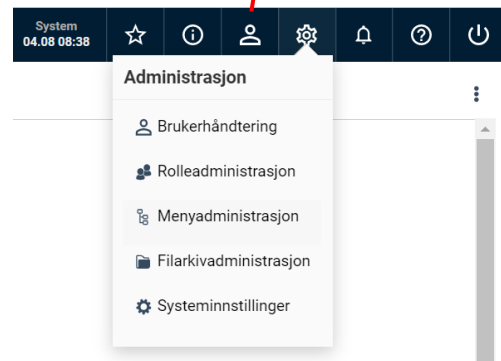 System
04.08 08:38
Administrasjon
Brukerhåndtering
Rolleadministrasjon
Menyadministrasjon
Filarkivadministrasjon
Systeminnstillinger